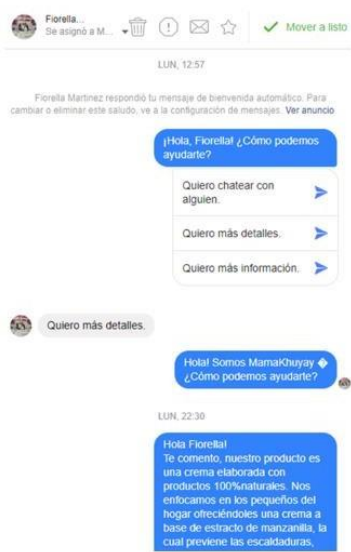 Fiorella...
Se asignó a M...
Mover a listo
LUN, 12:57
Fiorella Martinez respondió tu mensaje de bienvenida automático. Para
cambiar o eliminar este saludo, ve a la configuración de mensajes. Ver anuncio
¡Hola, Fiorella! ¿Cómo podemos
ayudarte?
Quiero chatear con
alguien.
Quiero más detalles.
Quiero más información.
Quiero más detalles.
Hola! Somos MamaKhuyay �
¿Cómo podemos ayudarte?
LUN, 22:30
Hola Fiorella!
Te comento, nuestro producto es
una crema elaborada con
productos 100%naturales. Nos
enfocamos en los pequeños del
hogar ofreciéndoles una crema a
base de estracto de manzanilla, la
cual previene las escaldaduras,